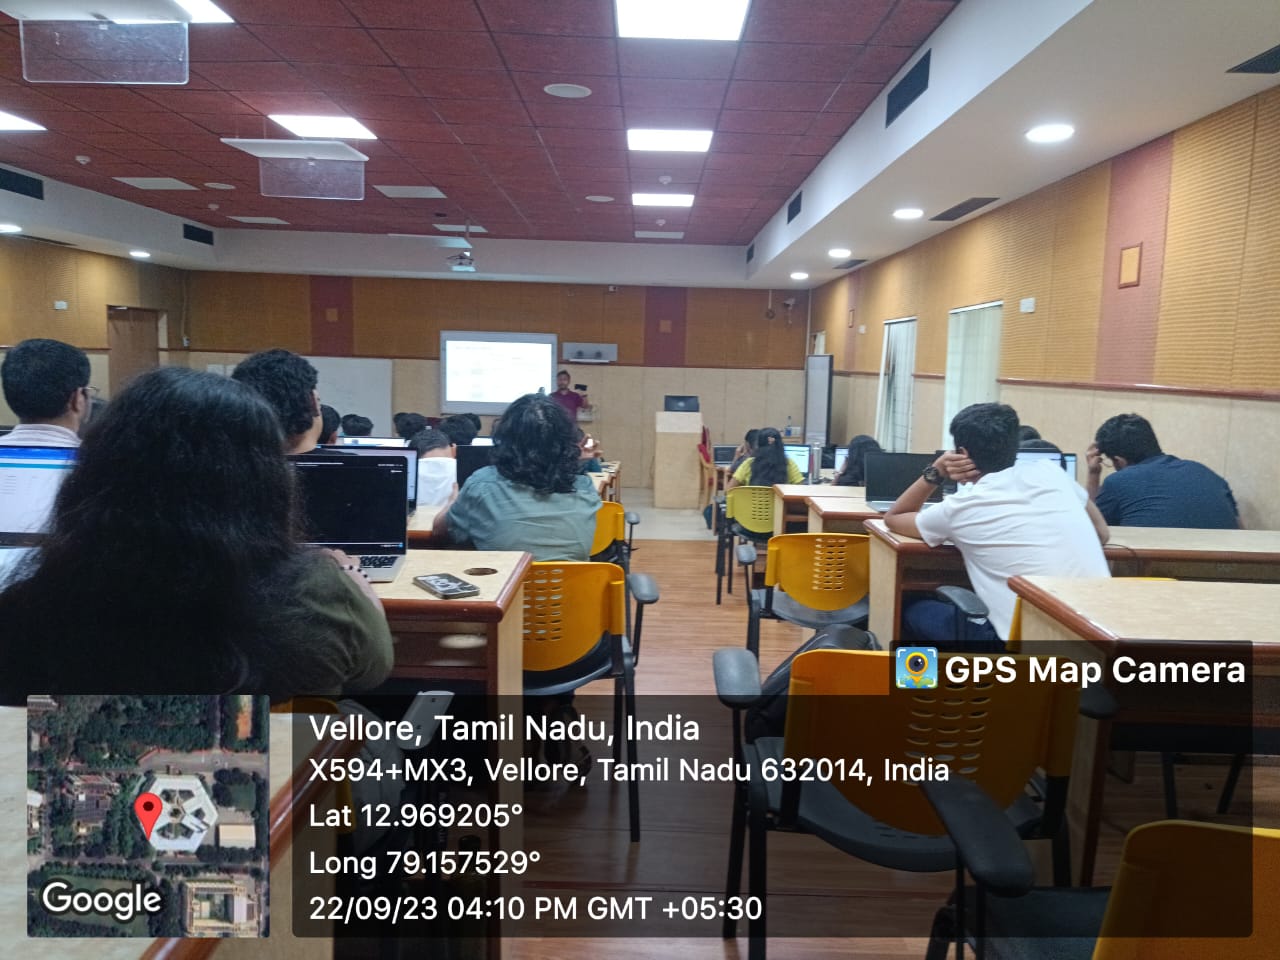 GPS Map Camera
Vellore, Tamil Nadu, India
X594+MX3, Vellore, Tamil Nadu 632014, India
Lat 12.969205°
Long 79.157529°
22/09/23 04:10 PM GMT +05:30
Google